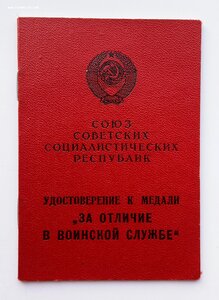 СОЮЗ
СОВЕТСКИХ
СОЦИАЛИСТИЧЕСКИХ
РЕСПУБЛИК
УДОСТОВЕРЕНИЕ К МЕДАЛИ
„ЗА ОТЛИЧИЕ
В ВОИНСКОЙ СЛУЖБЕ“